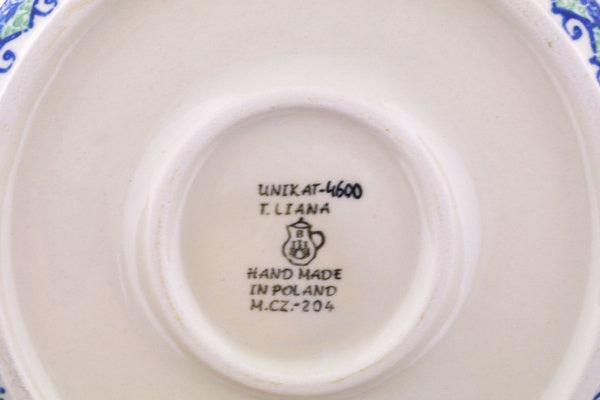 UNIKAT-4600
T. LIANA
B
HAND MADE
IN POLAND
M.CZ.-204